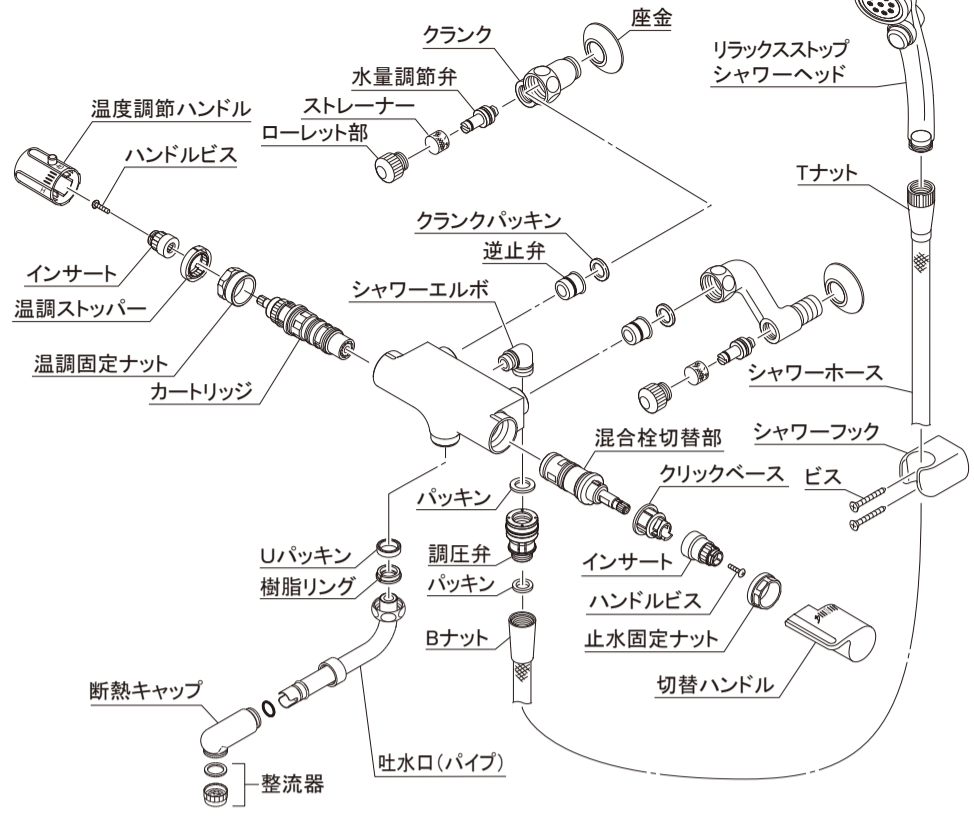 座金
クランク
水量調節弁
ストレーナー
ローレット部
リラックスストップ
シャワーヘッド
温度調節ハンドル
ハンドルビス
Tナット
クランクパッキン
逆止弁
シャワーエルボ
インサート
温調ストッパー
温調固定ナット
カートリッジ
シャワーホース
シャワーフック
混合栓切替部
クリックベース
ビス
パッキン
Uパッキン
調圧弁
樹脂リング
パッキン
インサート
ハンドルビス
Bナット
止水固定ナット
切替ハンドル
断熱キャップ
吐水口(パイプ)
整流器